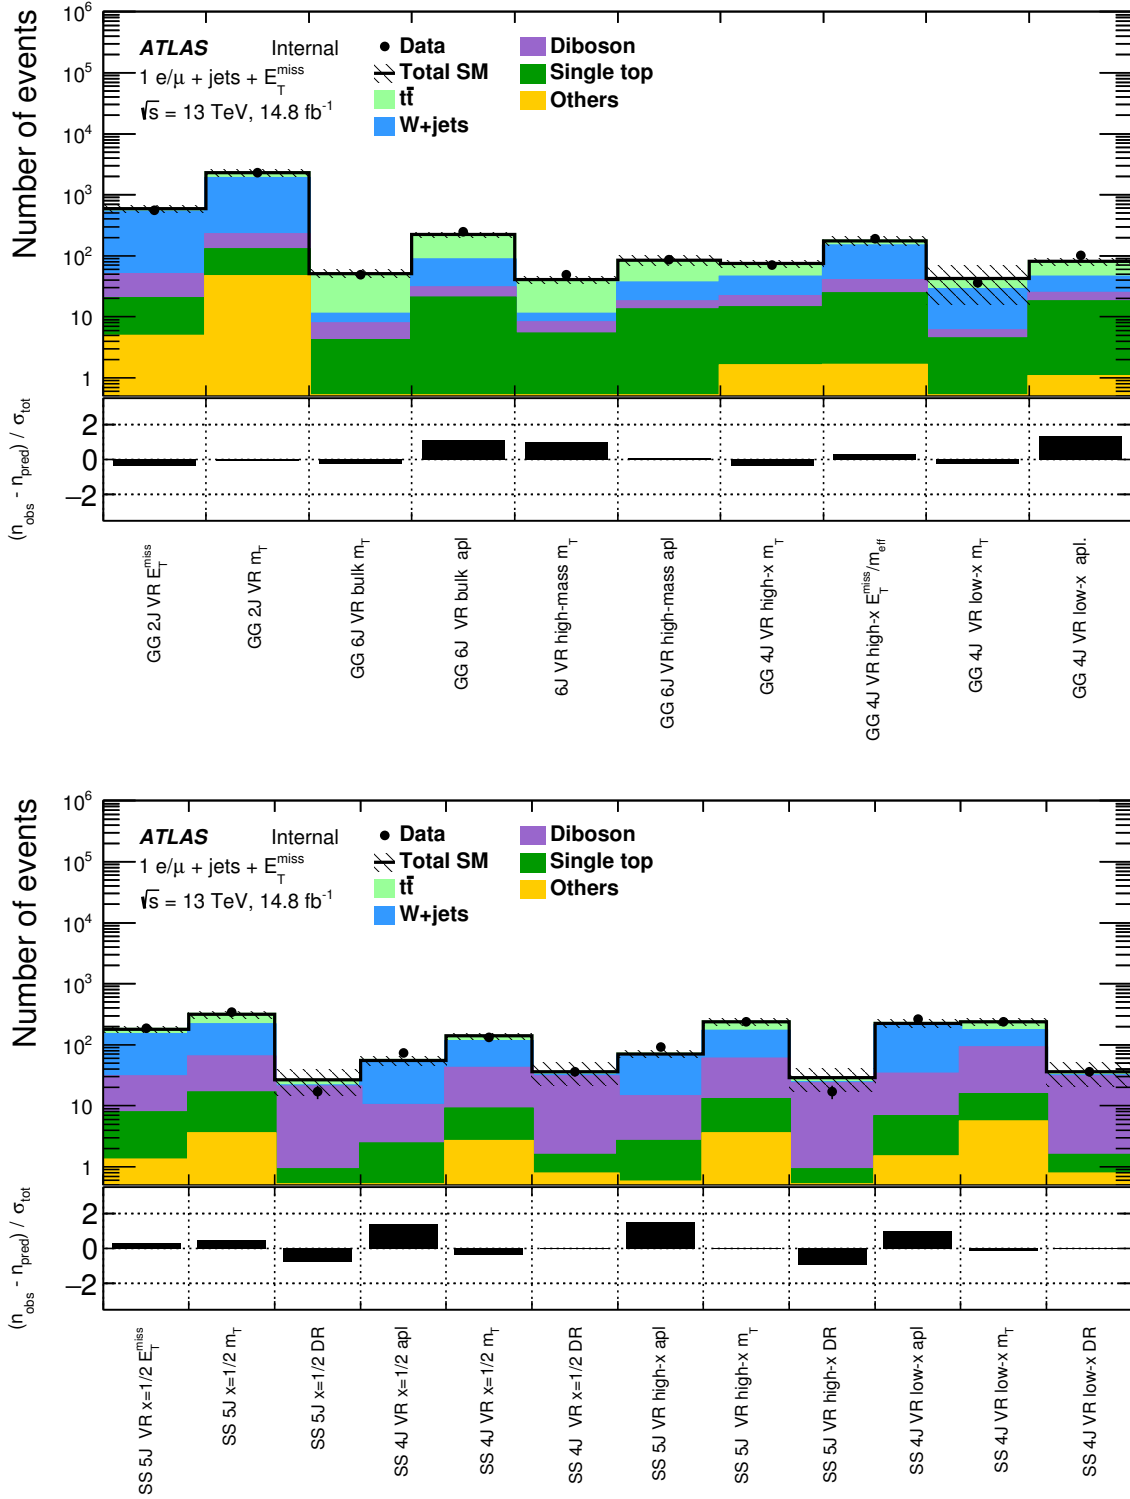 Number of events
10^6
10^5
10^4
10^3
10^2
10
1
ATLAS Internal
1 e/μ + jets + E_T^miss
√s = 13 TeV, 14.8 fb^-1
Data
Total SM
tt̄
W+jets
Diboson
Single top
Others
(n_obs - n_pred) / σ_tot
2
0
−2
GG 2J VR E_T^miss
GG 2J VR m_T
GG 6J VR bulk m_T
GG 6J VR bulk apl
6J VR high-mass m_T
GG 6J VR high-mass apl
GG 4J VR high-x m_T
GG 4J VR high-x E_T^miss/m_eff
GG 4J VR low-x m_T
GG 4J VR low-x apl.
Number of events
10^6
10^5
10^4
10^3
10^2
10
1
ATLAS Internal
1 e/μ + jets + E_T^miss
√s = 13 TeV, 14.8 fb^-1
Data
Total SM
tt̄
W+jets
Diboson
Single top
Others
(n_obs - n_pred) / σ_tot
2
0
−2
SS 5J VR x=1/2 E_T^miss
SS 5J x=1/2 m_T
SS 5J x=1/2 DR
SS 4J VR x=1/2 apl
SS 4J VR x=1/2 m_T
SS 4J VR x=1/2 DR
SS 5J VR high-x apl
SS 5J VR high-x m_T
SS 5J VR high-x DR
SS 4J VR low-x apl
SS 4J VR low-x m_T
SS 4J VR low-x DR